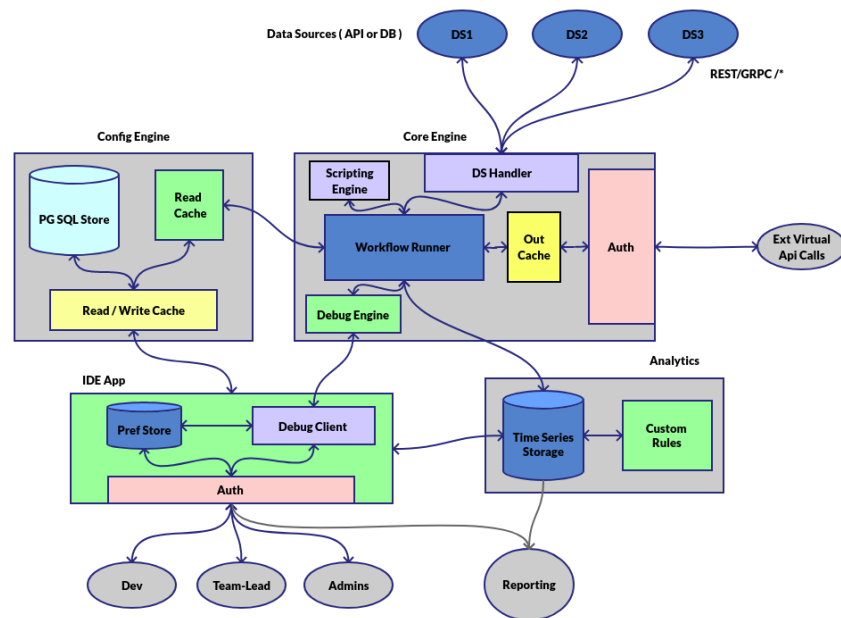 Data Sources ( API or DB )
DS1
DS2
DS3
REST/GRPC /*
Config Engine
Core Engine
PG SQL Store
Read
Cache
Read / Write Cache
Scripting
Engine
DS Handler
Workflow Runner
Out
Cache
Auth
Ext Virtual
Api Calls
Debug Engine
IDE App
Analytics
Pref Store
Debug Client
Auth
Time Series
Storage
Custom
Rules
Dev
Team-Lead
Admins
Reporting